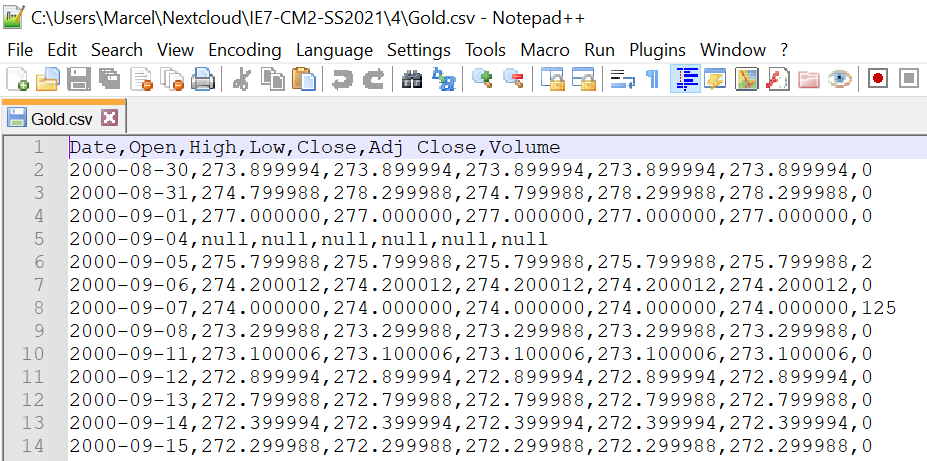 C:\Users\Marcel\Nextcloud\IE7-CM2-SS2021\4\Gold.csv - Notepad++
File Edit Search View Encoding Language Settings Tools Macro Run Plugins Window ?
Gold.csv
1 Date,Open,High,Low,Close,Adj Close,Volume
2 2000-08-30,273.899994,273.899994,273.899994,273.899994,273.899994,0
3 2000-08-31,274.799988,278.299988,274.799988,278.299988,278.299988,0
4 2000-09-01,277.000000,277.000000,277.000000,277.000000,277.000000,0
5 2000-09-04,null,null,null,null,null,null
6 2000-09-05,275.799988,275.799988,275.799988,275.799988,275.799988,2
7 2000-09-06,274.200012,274.200012,274.200012,274.200012,274.200012,0
8 2000-09-07,274.000000,274.000000,274.000000,274.000000,274.000000,125
9 2000-09-08,273.299988,273.299988,273.299988,273.299988,273.299988,0
10 2000-09-11,273.100006,273.100006,273.100006,273.100006,273.100006,0
11 2000-09-12,272.899994,272.899994,272.899994,272.899994,272.899994,0
12 2000-09-13,272.799988,272.799988,272.799988,272.799988,272.799988,0
13 2000-09-14,272.399994,272.399994,272.399994,272.399994,272.399994,0
14 2000-09-15,272.299988,272.299988,272.299988,272.299988,272.299988,0